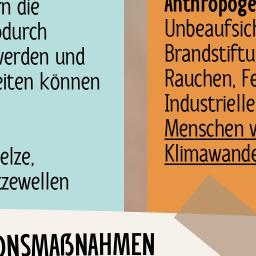 n die
odurch
werden und
eiten können
elze,
tzewellen
Anthropoge
Unbeaufsich
Brandstiftu
Rauchen, Fe
Industrielle
Menschen v
Klimawande
ONSMAẞNAHMEN